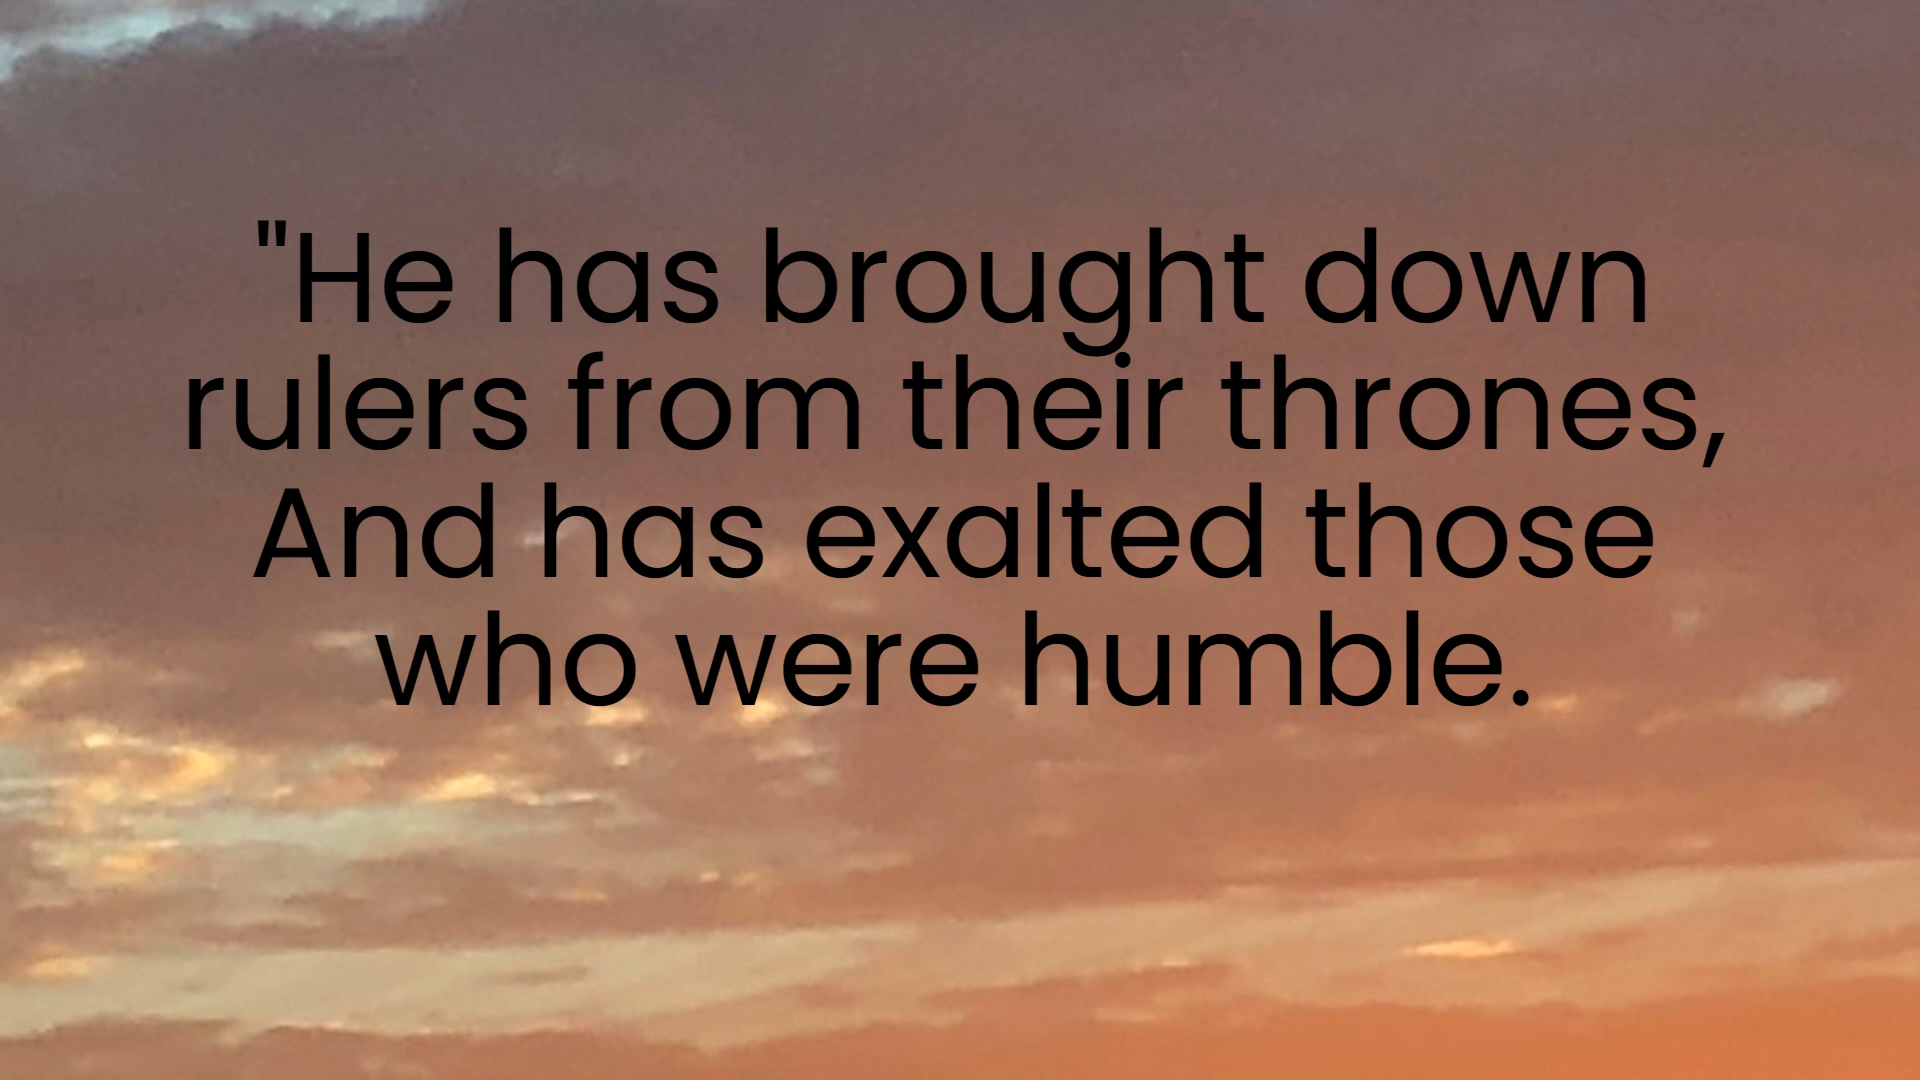 "He has brought down
rulers from their thrones,
And has exalted those
who were humble.